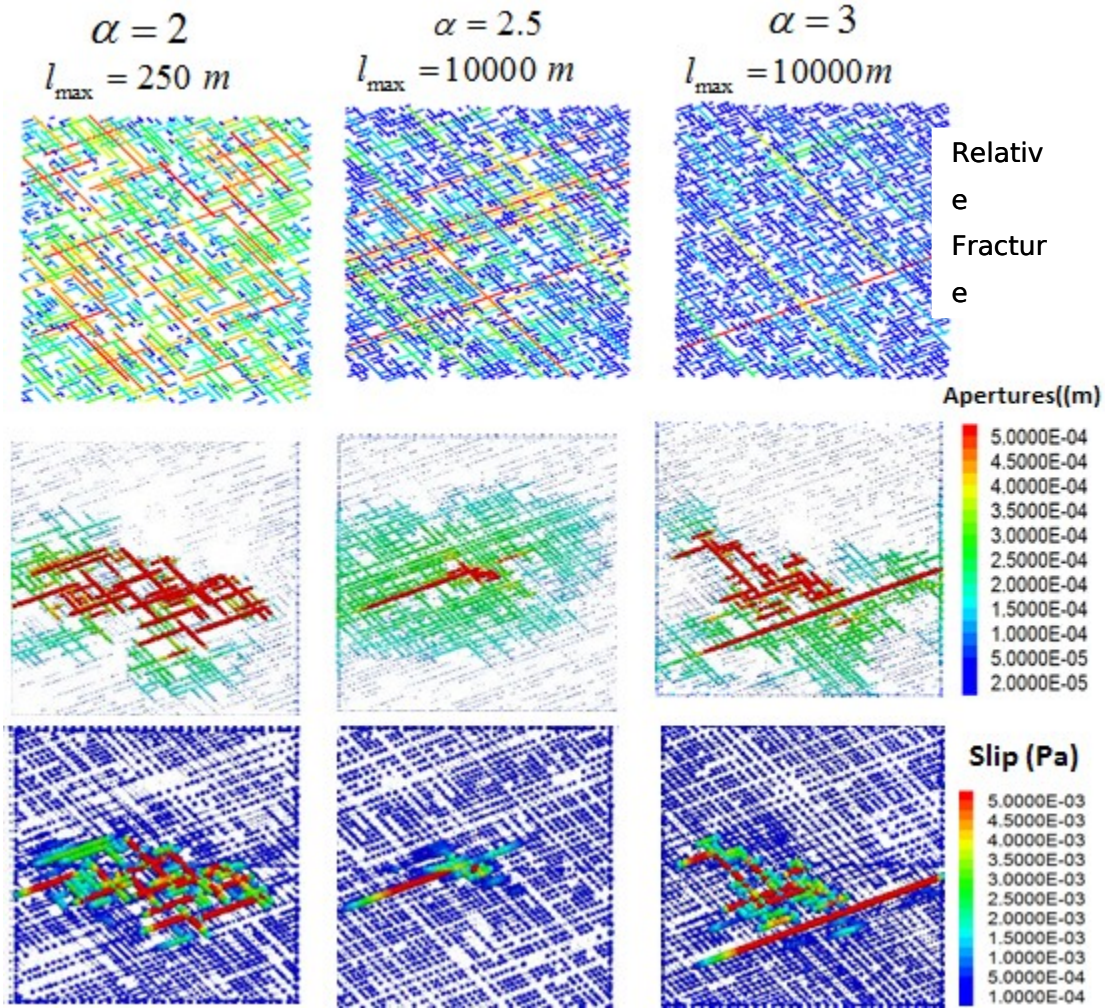 α = 2
l_max = 250 m
α = 2.5
l_max = 10000 m
α = 3
l_max = 10000m
Relativ
e
Fractur
e
Apertures((m)
5.0000E-04
4.5000E-04
4.0000E-04
3.5000E-04
3.0000E-04
2.5000E-04
2.0000E-04
1.5000E-04
1.0000E-04
5.0000E-05
2.0000E-05
Slip (Pa)
5.0000E-03
4.5000E-03
4.0000E-03
3.5000E-03
3.0000E-03
2.5000E-03
2.0000E-03
1.5000E-03
1.0000E-03
5.0000E-04
1.0000E-04